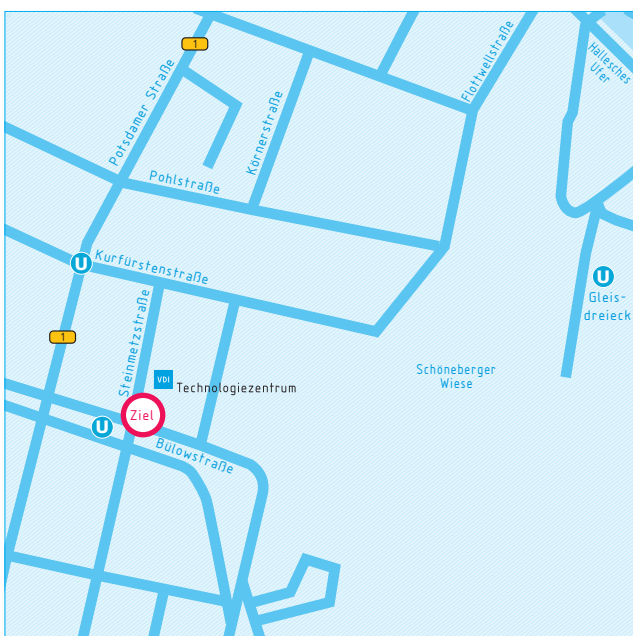 1
Potsdamer Straße
Flottwellstraße
Hallesches
Ufer
Körnerstraße
Pohlstraße
U
Kurfürstenstraße
U
Gleis-
dreieck
1
Steinmetzstraße
Schöneberger
Wiese
VDI
Technologiezentrum
Ziel
U
Bülowstraße